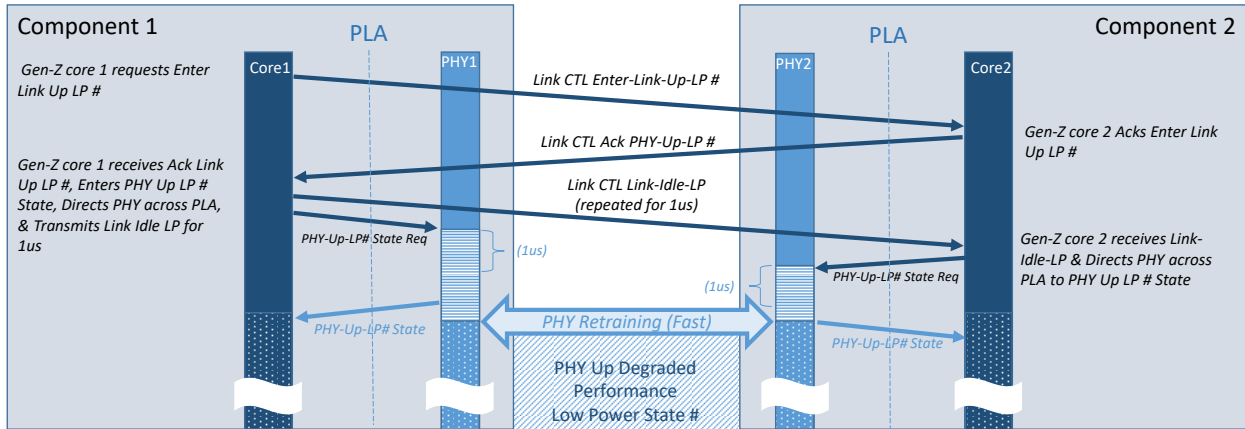 Component 1
PLA
Core1
PHY1
Gen-Z core 1 requests Enter
Link Up LP #
Gen-Z core 1 receives Ack Link
Up LP #, Enters PHY Up LP #
State, Directs PHY across PLA,
& Transmits Link Idle LP for
1us
PHY-Up-LP# State Req
(1us)
PHY-Up-LP# State
Link CTL Enter-Link-Up-LP #
Link CTL Ack PHY-Up-LP #
Link CTL Link-Idle-LP
(repeated for 1us)
PHY Retraining (Fast)
PHY Up Degraded
Performance
Low Power State #
Component 2
PLA
PHY2
Core2
Gen-Z core 2 Acks Enter Link
Up LP #
Gen-Z core 2 receives Link-
Idle-LP & Directs PHY across
PLA to PHY Up LP # State
PHY-Up-LP# State Req
(1us)
PHY-Up-LP# State